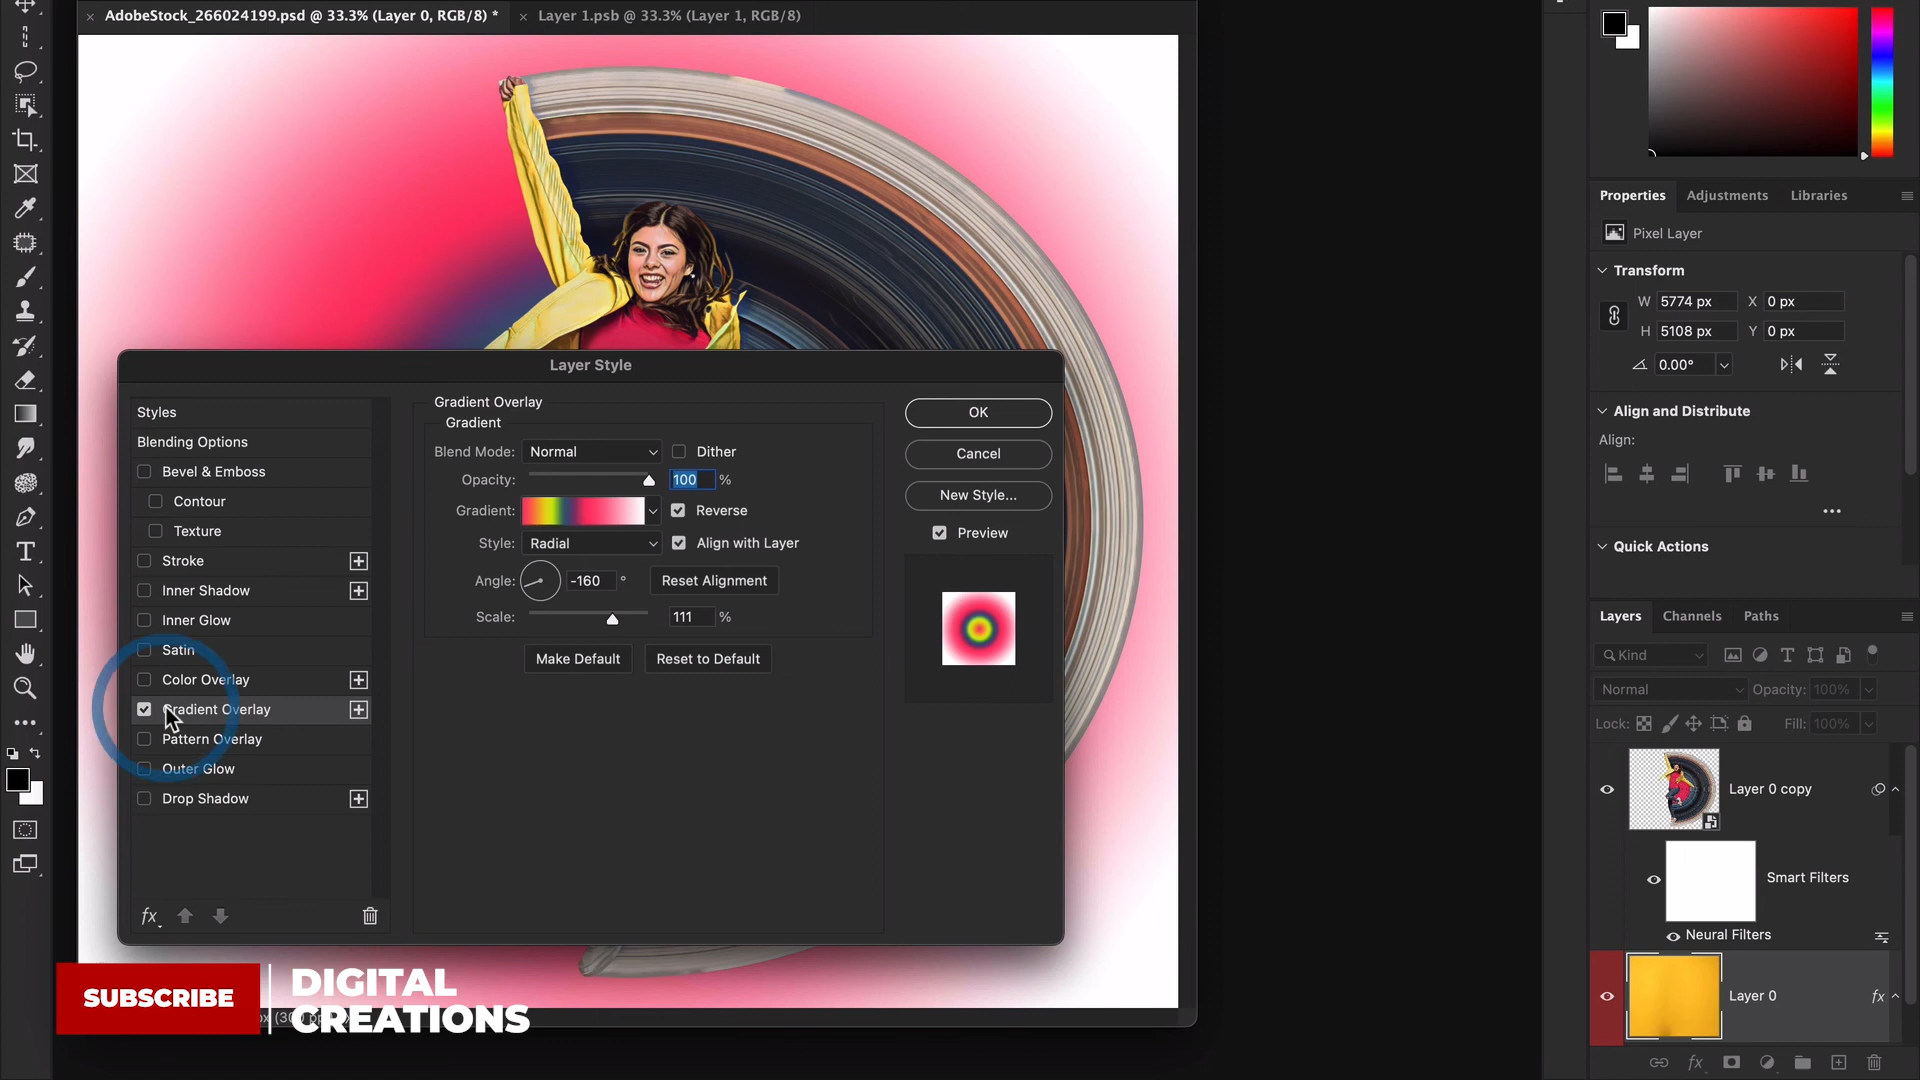 AdobeStock_266024199.psd @ 33.3% (Layer 0, RGB/8) *
Layer 1.psb @ 33.3% (Layer 1, RGB/8)
Layer Style
Styles
Blending Options
Bevel & Emboss
Contour
Texture
Stroke
Inner Shadow
Inner Glow
Satin
Color Overlay
Gradient Overlay
Pattern Overlay
Outer Glow
Drop Shadow
fx
Gradient Overlay
Gradient
Blend Mode: Normal Dither
Opacity: 100 %
Gradient: Reverse
Style: Radial Align with Layer
Angle: -160 ° Reset Alignment
Scale: 111 %
Make Default Reset to Default
OK
Cancel
New Style...
Preview
SUBSCRIBE
DIGITAL
CREATIONS
Properties Adjustments Libraries
Pixel Layer
Transform
W 5774 px X 0 px
H 5108 px Y 0 px
0.00°
Align and Distribute
Align:
Quick Actions
Layers Channels Paths
Kind
Normal Opacity: 100%
Lock: Fill: 100%
Layer 0 copy
Smart Filters
Neural Filters
Layer 0 fx
fx